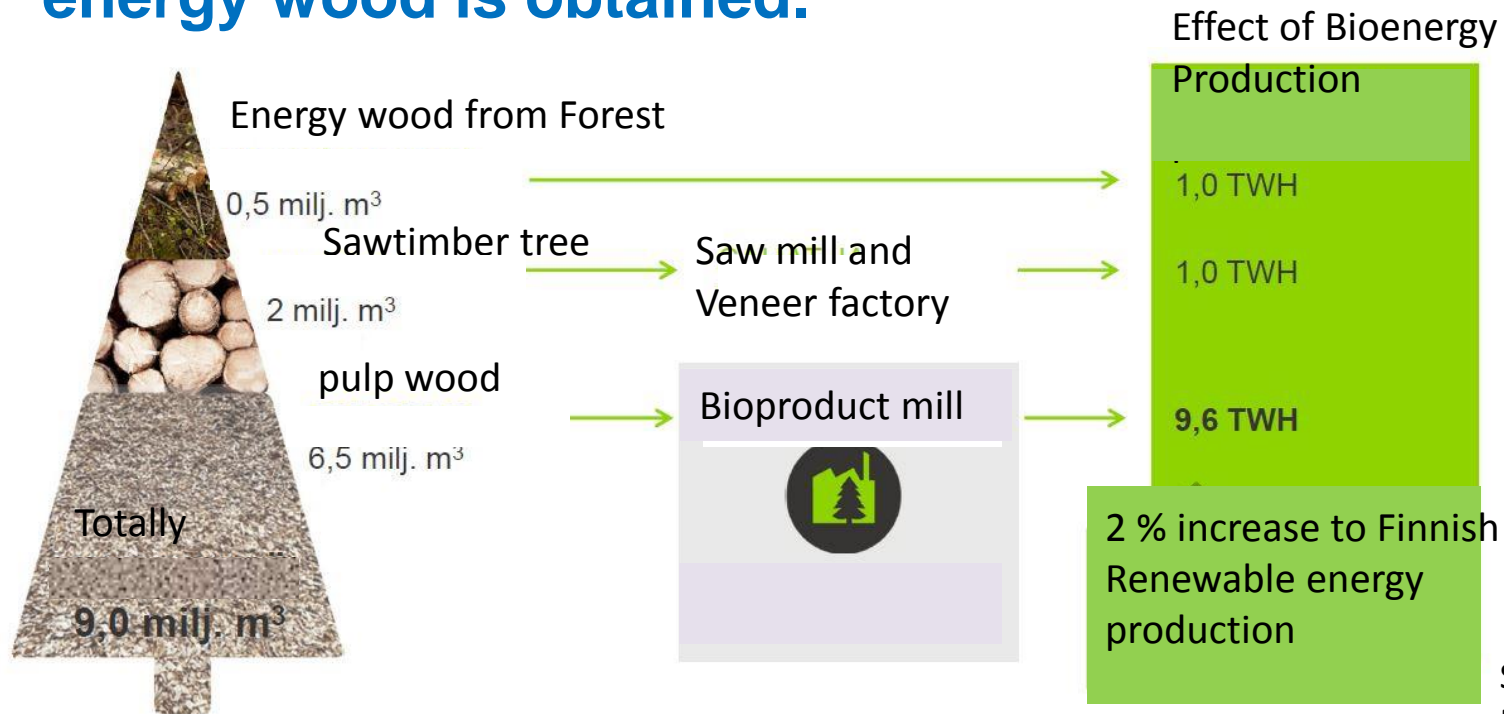 energy wood is obtained.
Effect of Bioenergy
Production
Energy wood from Forest
0,5 milj. m³
1,0 TWH
Sawtimber tree
2 milj. m³
Saw mill and
Veneer factory
1,0 TWH
pulp wood
6,5 milj. m³
Bioproduct mill
9,6 TWH
Totally
9,0 milj. m³
2 % increase to Finnish
Renewable energy
production